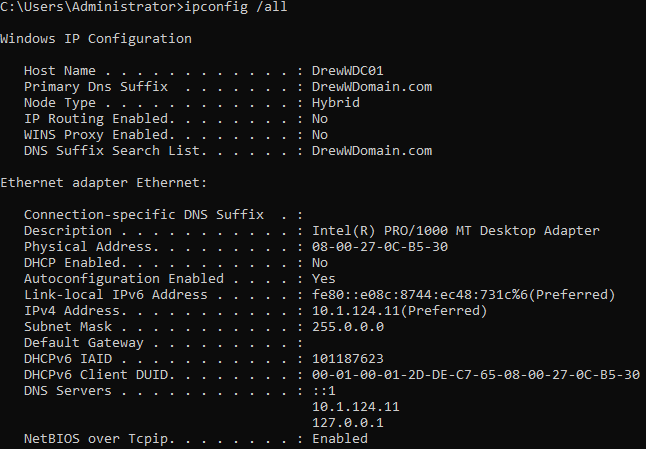 C:\Users\Administrator>ipconfig /all
Windows IP Configuration
Host Name . . . . . . . . . . . . : DrewWDC01
Primary Dns Suffix  . . . . . . . : DrewWDomain.com
Node Type . . . . . . . . . . . . : Hybrid
IP Routing Enabled. . . . . . . . : No
WINS Proxy Enabled. . . . . . . . : No
DNS Suffix Search List. . . . . . : DrewWDomain.com
Ethernet adapter Ethernet:
Connection-specific DNS Suffix  . :
Description . . . . . . . . . . . : Intel(R) PRO/1000 MT Desktop Adapter
Physical Address. . . . . . . . . : 08-00-27-0C-B5-30
DHCP Enabled. . . . . . . . . . . : No
Autoconfiguration Enabled . . . . : Yes
Link-local IPv6 Address . . . . . : fe80::e08c:8744:ec48:731c%6(Preferred)
IPv4 Address. . . . . . . . . . . : 10.1.124.11(Preferred)
Subnet Mask . . . . . . . . . . . : 255.0.0.0
Default Gateway . . . . . . . . . :
DHCPv6 IAID . . . . . . . . . . . : 101187623
DHCPv6 Client DUID. . . . . . . . : 00-01-00-01-2D-DE-C7-65-08-00-27-0C-B5-30
DNS Servers . . . . . . . . . . . : ::1
10.1.124.11
127.0.0.1
NetBIOS over Tcpip. . . . . . . . : Enabled